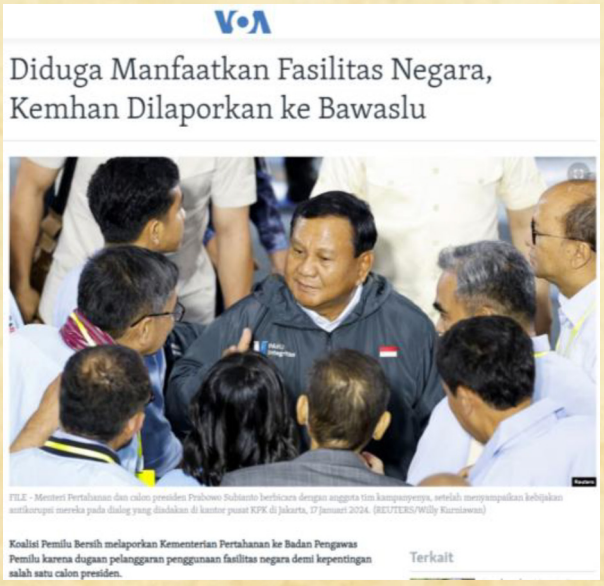 VOA
Diduga Manfaatkan Fasilitas Negara,
Kemhan Dilaporkan ke Bawaslu
PAKU
Integritas
Reuters
FILE - Menteri Pertahanan dan calon presiden Prabowo Subianto berbicara dengan anggota tim kampanyenya, setelah menyampaikan kebijakan
antikorupsi mereka pada dialog yang diadakan di kantor pusat KPK di Jakarta, 17 Januari 2024. (REUTERS/Willy Kurniawan)
Koalisi Pemilu Bersih melaporkan Kementerian Pertahanan ke Badan Pengawas
Pemilu karena dugaan pelanggaran penggunaan fasilitas negara demi kepentingan
salah satu calon presiden.
Terkait